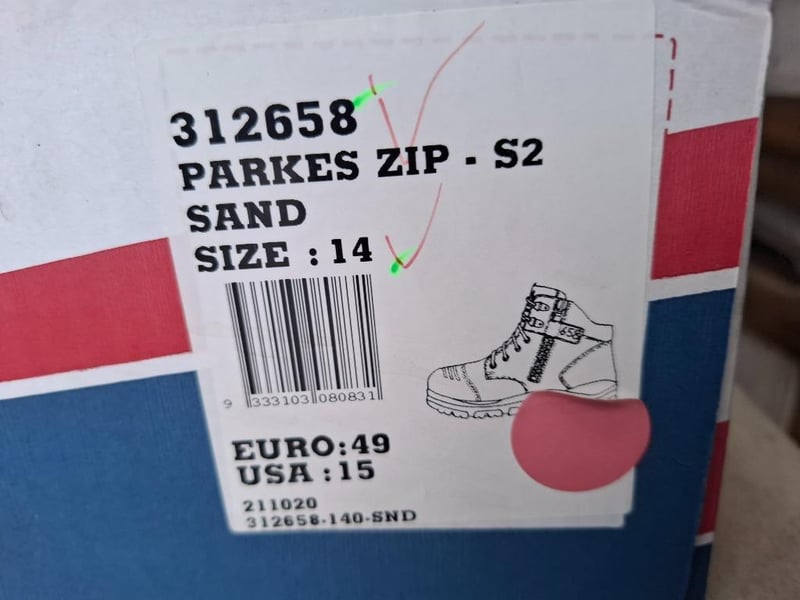 312658
PARKES ZIP - S2
SAND
SIZE : 14
9 333103 080831
EURO:49
USA :15
211020
312658-140-SND